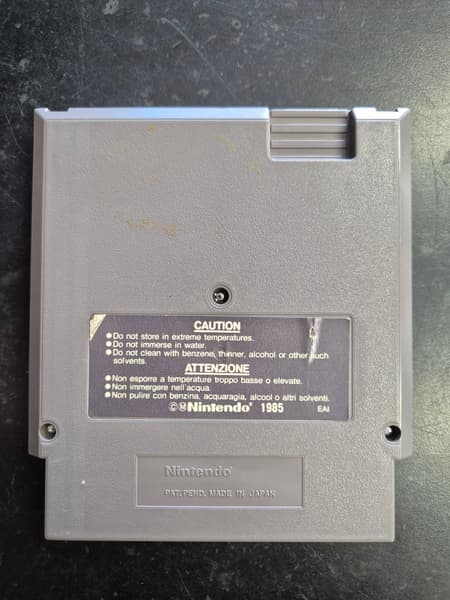 CAUTION
●Do not store in extreme temperatures.
●Do not immerse in water.
●Do not clean with benzene, thinner, alcohol or other such
solvents.
ATTENZIONE
●Non esporre a temperature troppo basse o elevate.
●Non immergere nell'acqua.
●Non pulire con benzina, acquaragia, alcool o altri solventi.
©ⓂNintendo® 1985 EAI
Nintendo®
PAT. PEND. MADE IN JAPAN